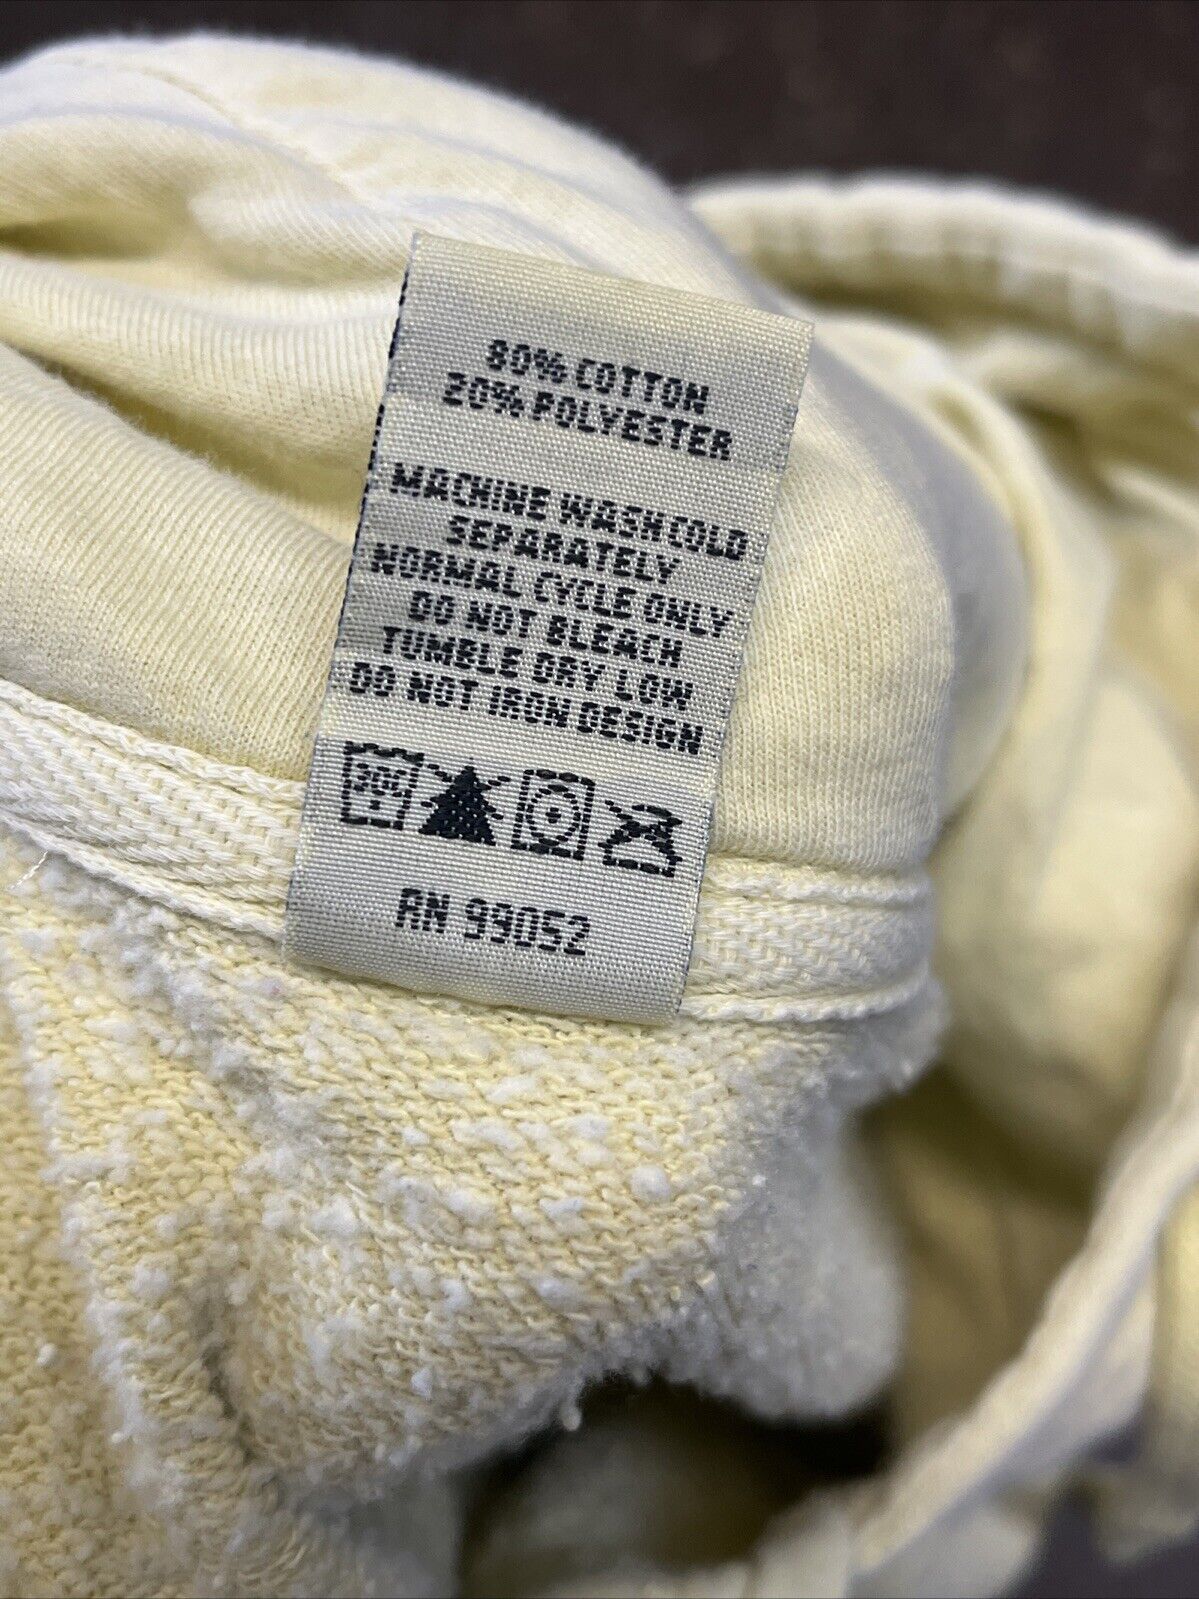 80% COTTON
20% POLYESTER
MACHINE WASH COLD
SEPARATELY
NORMAL CYCLE ONLY
DO NOT BLEACH
TUMBLE DRY LOW
DO NOT IRON DESIGN
30C
RN 99052